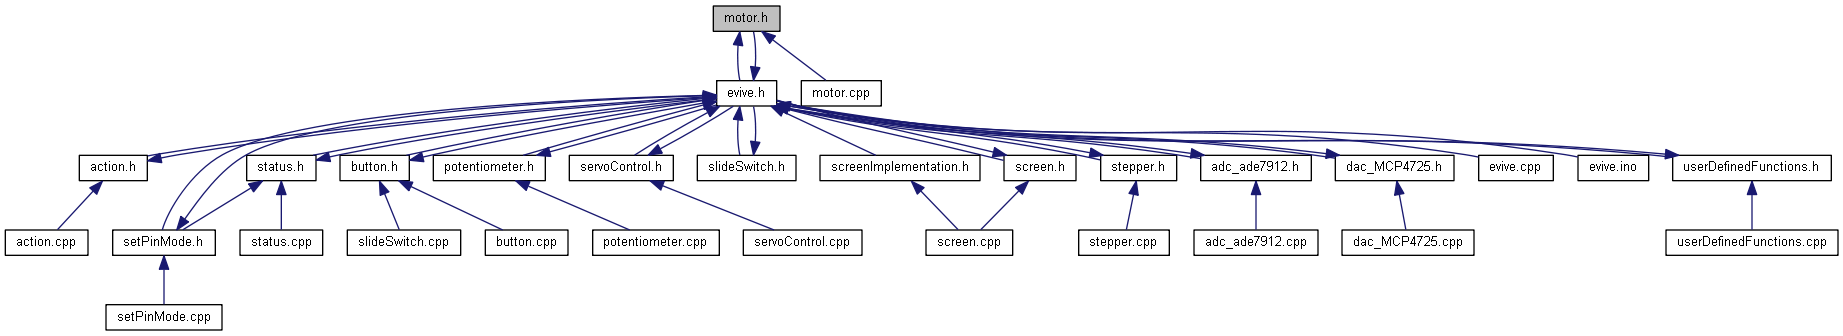 motor.h
evive.h
motor.cpp
action.h
status.h
button.h
potentiometer.h
servoControl.h
slideSwitch.h
screenImplementation.h
screen.h
stepper.h
adc_ade7912.h
dac_MCP4725.h
evive.cpp
evive.ino
userDefinedFunctions.h
action.cpp
setPinMode.h
status.cpp
slideSwitch.cpp
button.cpp
potentiometer.cpp
servoControl.cpp
screen.cpp
stepper.cpp
adc_ade7912.cpp
dac_MCP4725.cpp
userDefinedFunctions.cpp
setPinMode.cpp